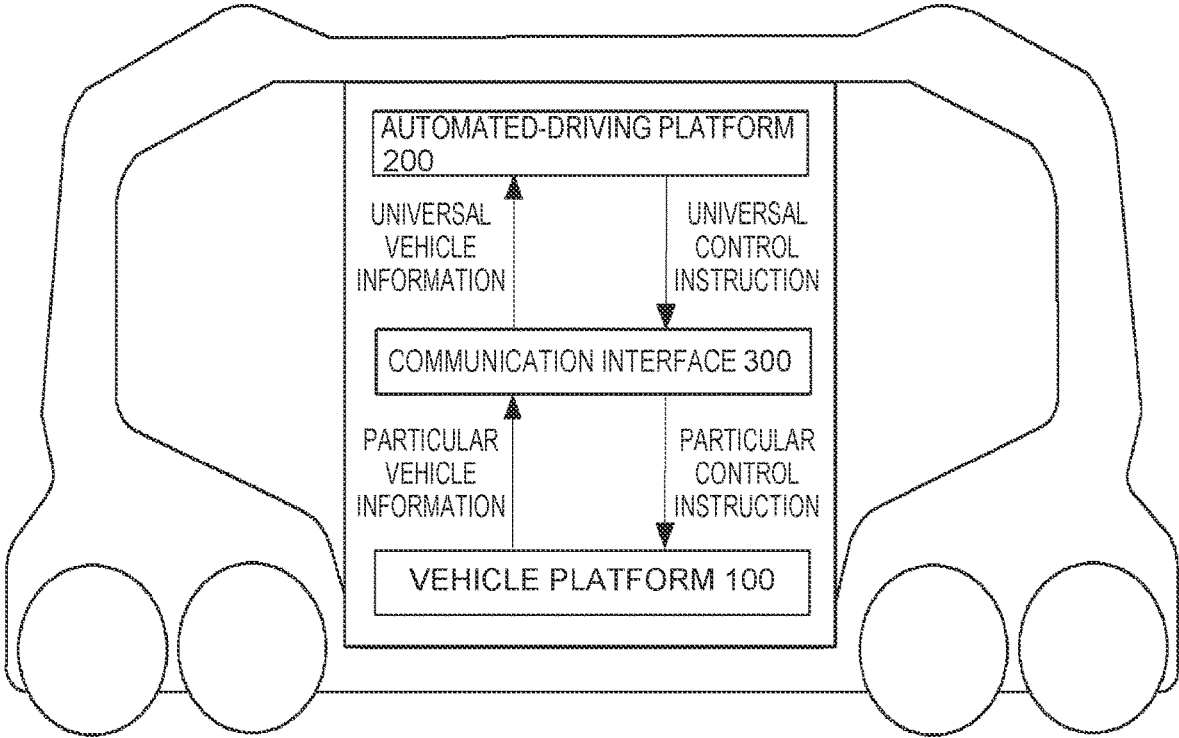 AUTOMATED-DRIVING PLATFORM
200
UNIVERSAL
VEHICLE
INFORMATION
UNIVERSAL
CONTROL
INSTRUCTION
COMMUNICATION INTERFACE 300
PARTICULAR
VEHICLE
INFORMATION
PARTICULAR
CONTROL
INSTRUCTION
VEHICLE PLATFORM 100